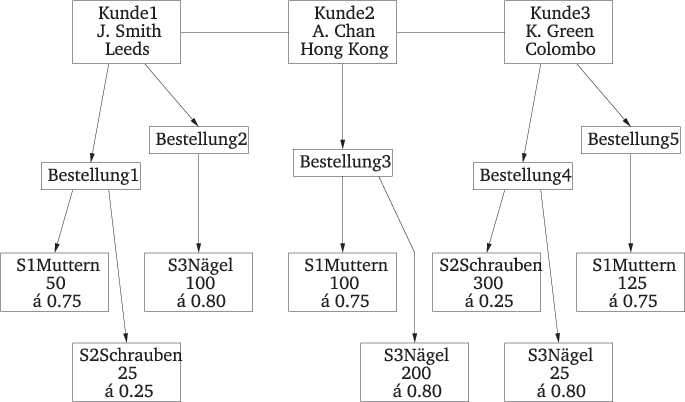 Kunde1
J. Smith
Leeds
Kunde2
A. Chan
Hong Kong
Kunde3
K. Green
Colombo
Bestellung2
Bestellung5
Bestellung3
Bestellung1
Bestellung4
S1Muttern
50
á 0.75
S3Nägel
100
á 0.80
S1Muttern
100
á 0.75
S2Schrauben
300
á 0.25
S1Muttern
125
á 0.75
S2Schrauben
25
á 0.25
S3Nägel
200
á 0.80
S3Nägel
25
á 0.80